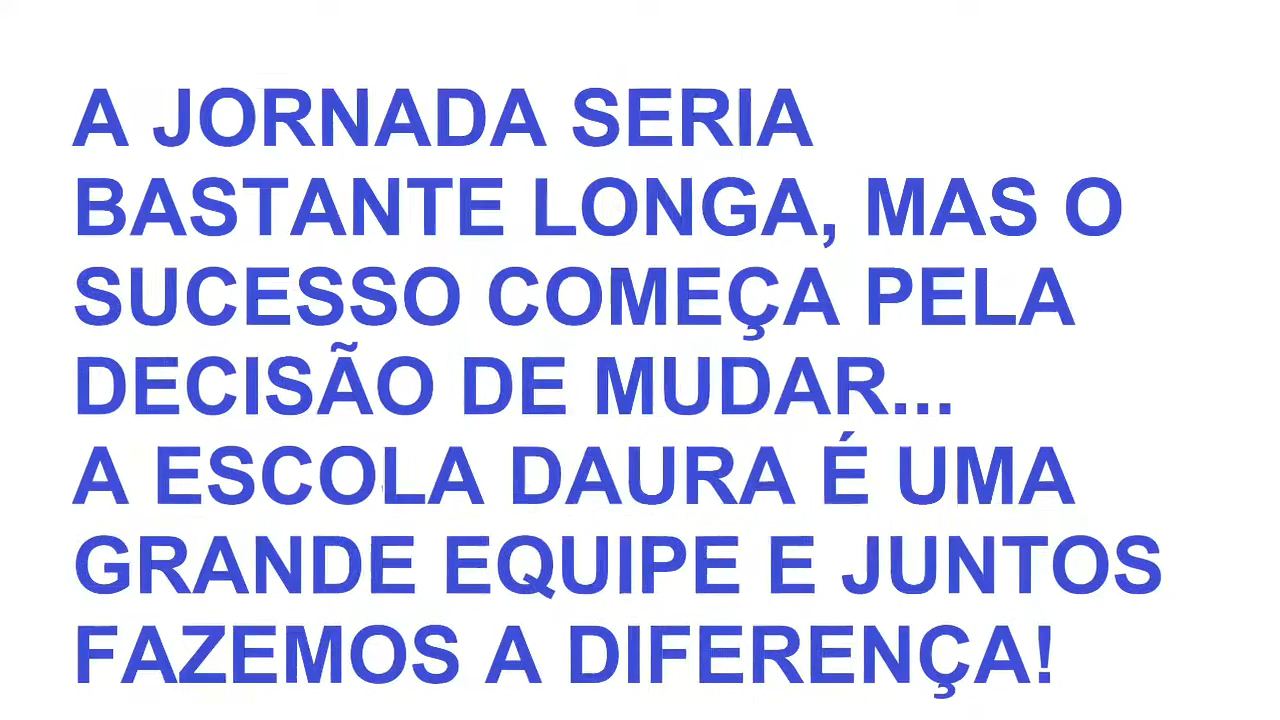 A JORNADA SERIA
BASTANTE LONGA, MAS O
SUCESSO COMEÇA PELA
DECISÃO DE MUDAR...
A ESCOLA DAURA É UMA
GRANDE EQUIPE E JUNTOS
FAZEMOS A DIFERENÇA!